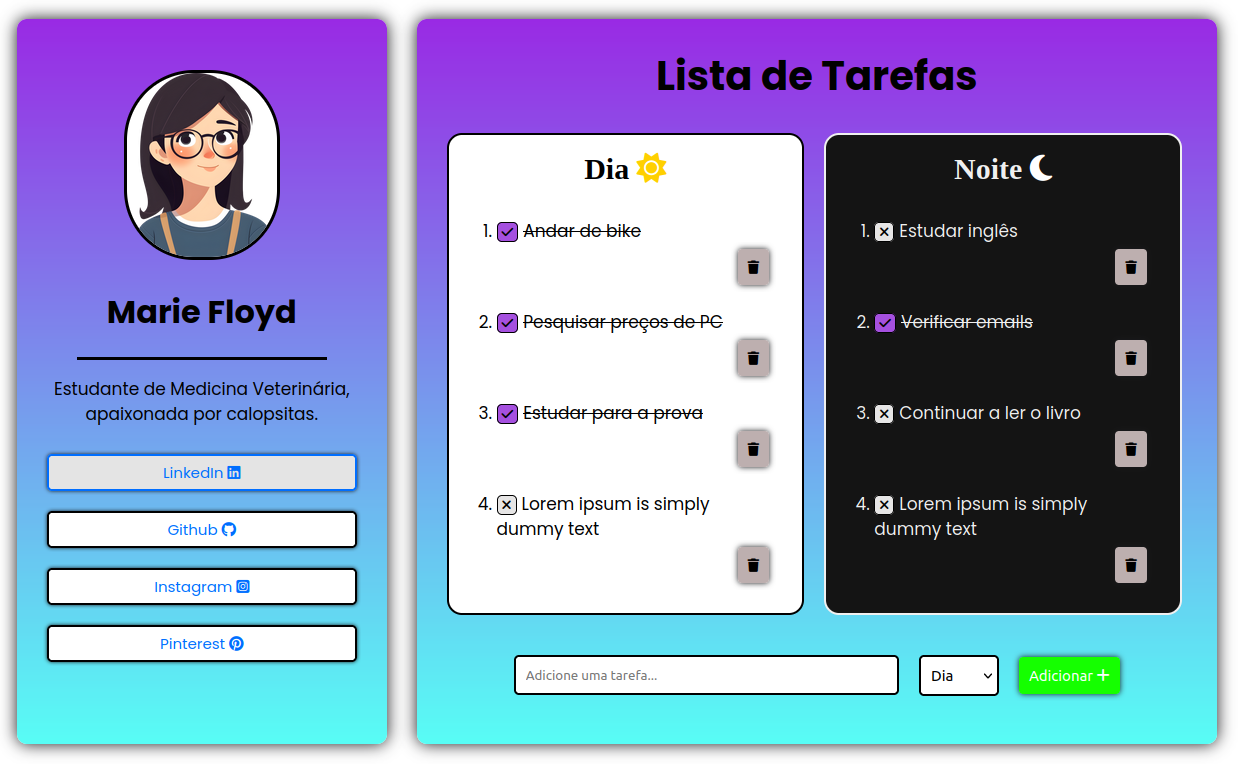 Marie Floyd
Estudante de Medicina Veterinária,
apaixonada por calopsitas.
LinkedIn
Github
Instagram
Pinterest
Lista de Tarefas
Dia
1. Andar de bike
2. Pesquisar preços de PC
3. Estudar para a prova
4. Lorem ipsum is simply
dummy text
Noite
1. Estudar inglês
2. Verificar emails
3. Continuar a ler o livro
4. Lorem ipsum is simply
dummy text
Adicione uma tarefa...
Dia
Adicionar +